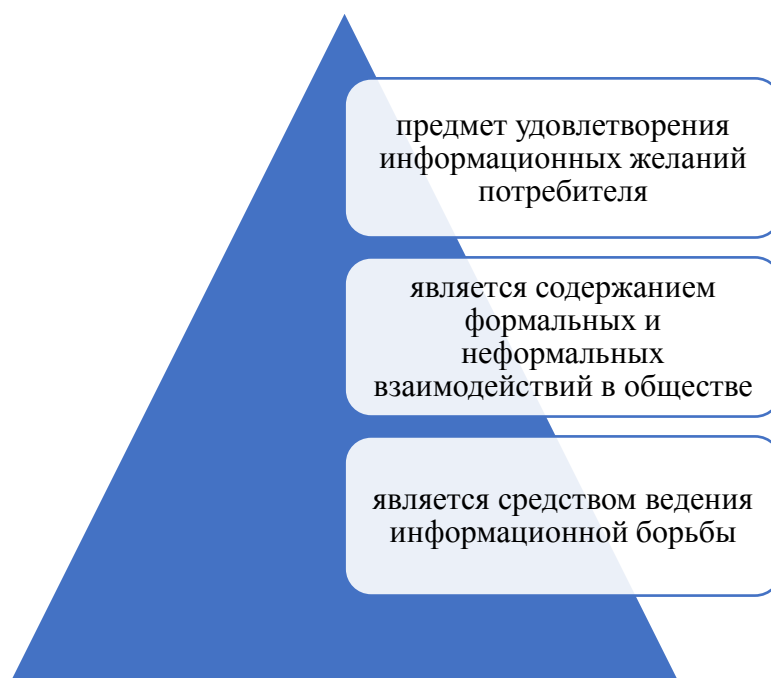 предмет удовлетворения
информационных желаний
потребителя
является содержанием
формальных и
неформальных
взаимодействий в обществе
является средством ведения
информационной борьбы